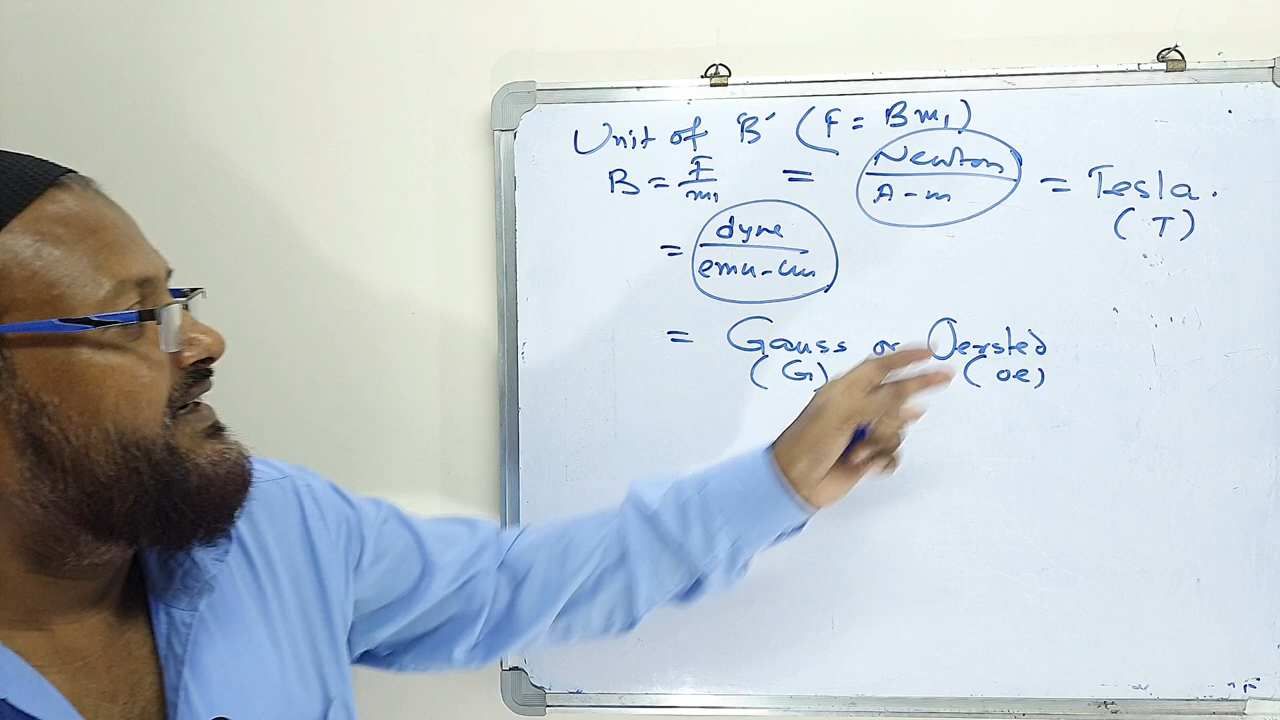 Unit of 'B' (F = Bm₁)
B = F/m₁ = Newton/A-m = Tesla.
(T)
= dyne/emu-cm
= Gauss or Oersted
(G) (oe)